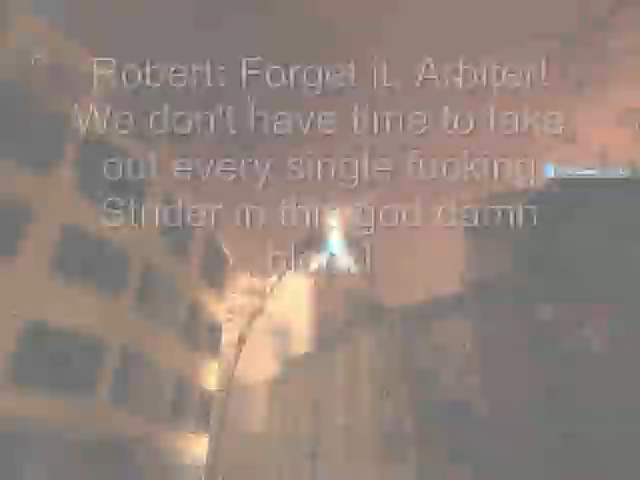 Robert: Forget it, Arbiter!
We don't have time to take
out every single fucking
Strider in this god damn